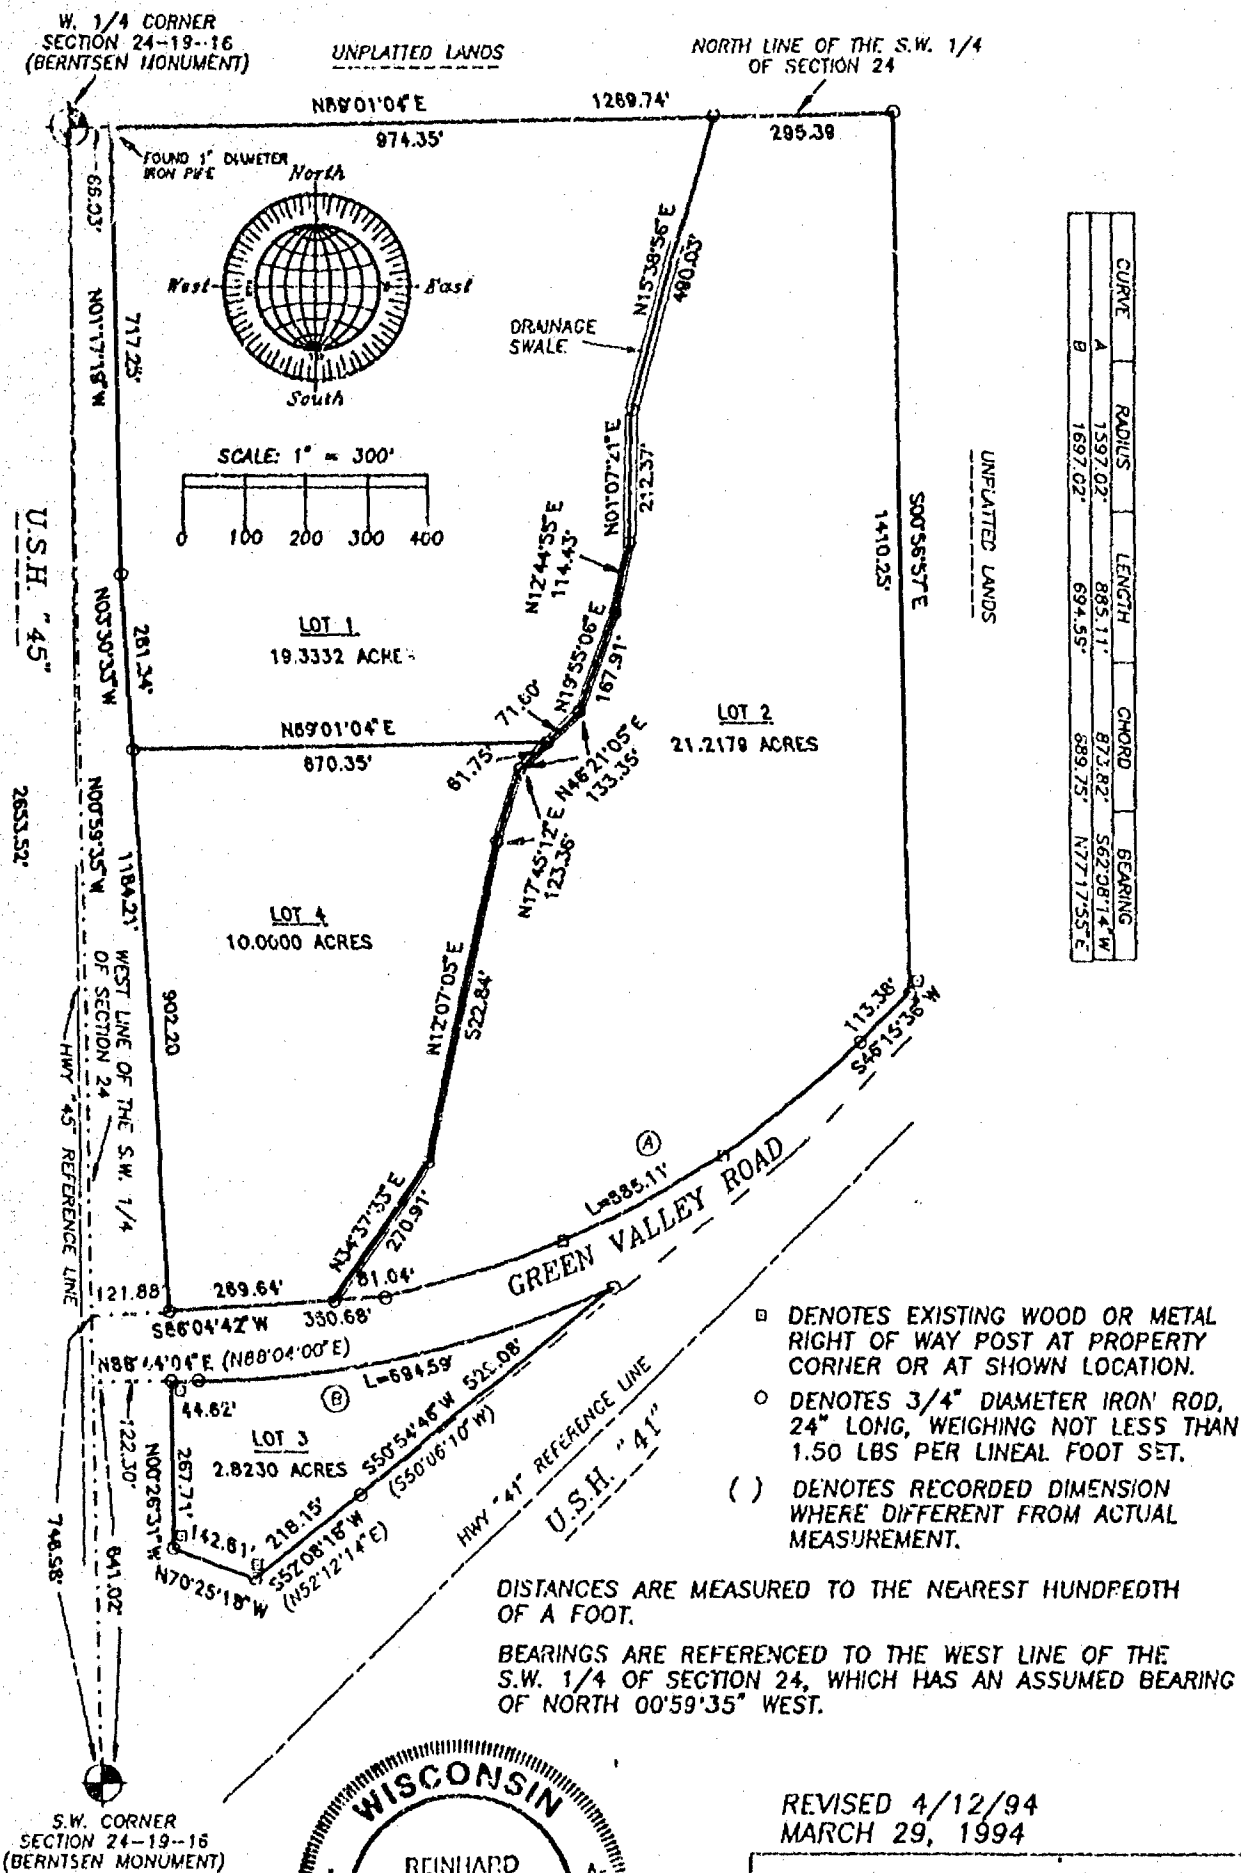 W. 1/4 CORNER
SECTION 24-19--16
(BERNTSEN MONUMENT)
UNPLATTED LANDS
NORTH LINE OF THE S.W. 1/4
OF SECTION 24
N89°01'04"E
1269.74'
974.35'
295.39
FOUND 1" DIAMETER
IRON PIPE
North
West
East
South
66.03'
N01°17'19"W
717.25'
N15°38'56"E
490.03'
DRAINAGE
SWALE
SCALE: 1" = 300'
0 100 200 300 400
N01°07'21"E
212.37'
N12°44'55"E
114.43'
CURVE RADIUS LENGTH CHORD BEARING
A 1597.02' 885.11' 873.82' S62°08'14"W
B 1697.02' 694.59' 689.75' N77°17'55"E
UNPLATTED LANDS
S00°56'57"E
1410.25'
U.S.H. "45"
LOT 1
19.3332 ACRES
N03°30'33"W
281.34'
N19°55'06"E
167.91'
71.60'
N89°01'04"E
670.35'
61.75'
N46°21'05"E
133.35'
LOT 2
21.2179 ACRES
N17°45'12"E
123.36'
2653.52'
N00°59'35"W
1184.21'
LOT 4
10.0000 ACRES
WEST LINE OF THE S.W. 1/4
OF SECTION 24
902.20
N12°07'05"E
522.84'
113.38'
S46°15'36"W
HWY "45" REFERENCE LINE
A
L=885.11'
GREEN VALLEY ROAD
N34°37'33"E
270.91'
121.88'
269.64'
61.04'
S86°04'42"W
330.68'
N88°44'04"E (N88°04'00"E)
L=694.59'
B
44.62'
LOT 3
2.8230 ACRES
122.30'
N00°26'31"W
267.71'
S50°54'46"W
(S50°06'10"W)
142.61'
218.15'
S52°08'18"W
(N52°12'14"E)
N70°25'18"W
748.58'
641.02'
HWY "41" REFERENCE LINE
U.S.H. "41"
DENOTES EXISTING WOOD OR METAL
RIGHT OF WAY POST AT PROPERTY
CORNER OR AT SHOWN LOCATION.
DENOTES 3/4" DIAMETER IRON ROD,
24" LONG, WEIGHING NOT LESS THAN
1.50 LBS PER LINEAL FOOT SET.
( ) DENOTES RECORDED DIMENSION
WHERE DIFFERENT FROM ACTUAL
MEASUREMENT.
DISTANCES ARE MEASURED TO THE NEAREST HUNDREDTH
OF A FOOT.
BEARINGS ARE REFERENCED TO THE WEST LINE OF THE
S.W. 1/4 OF SECTION 24, WHICH HAS AN ASSUMED BEARING
OF NORTH 00°59'35" WEST.
S.W. CORNER
SECTION 24-19--16
(BERNTSEN MONUMENT)
WISCONSIN
REINHARD
REVISED 4/12/94
MARCH 29, 1994